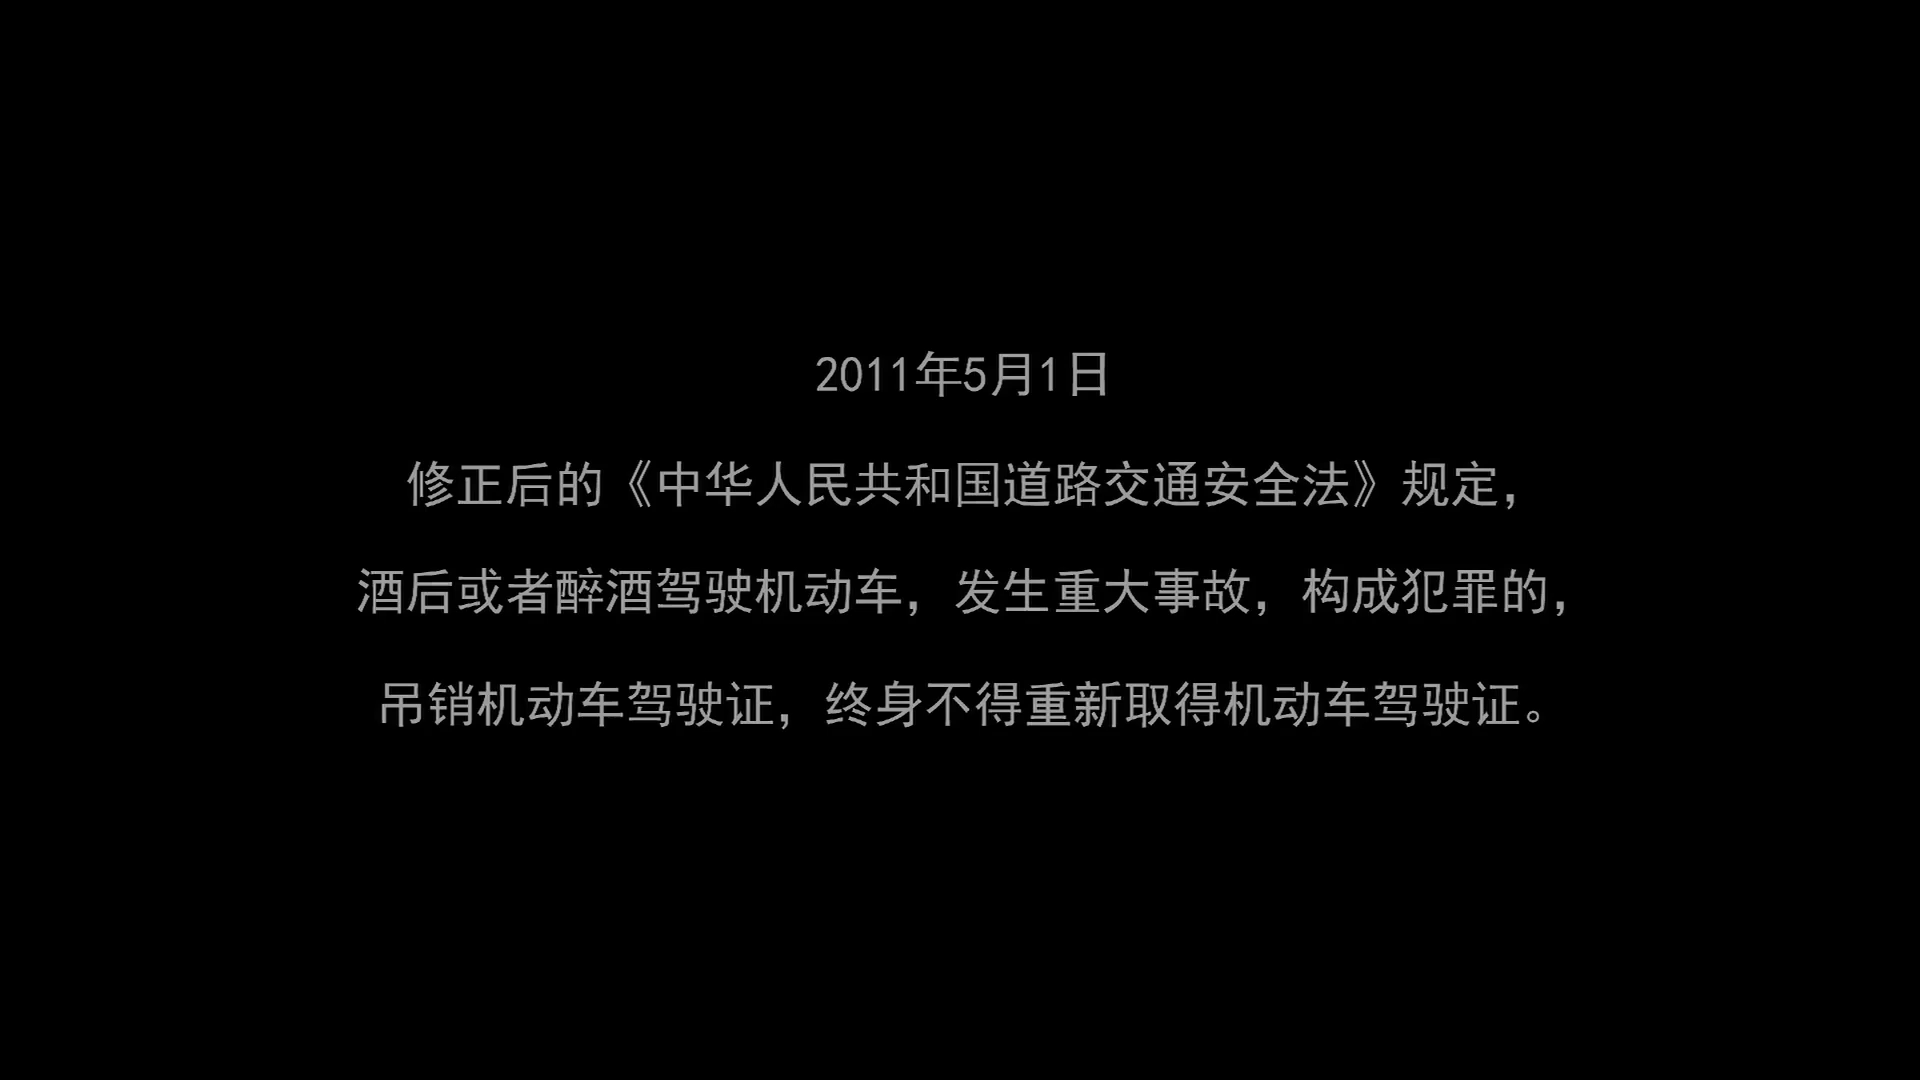 2011年5月1日
修正后的《中华人民共和国道路交通安全法》规定，
酒后或者醉酒驾驶机动车，发生重大事故，构成犯罪的，
吊销机动车驾驶证，终身不得重新取得机动车驾驶证。